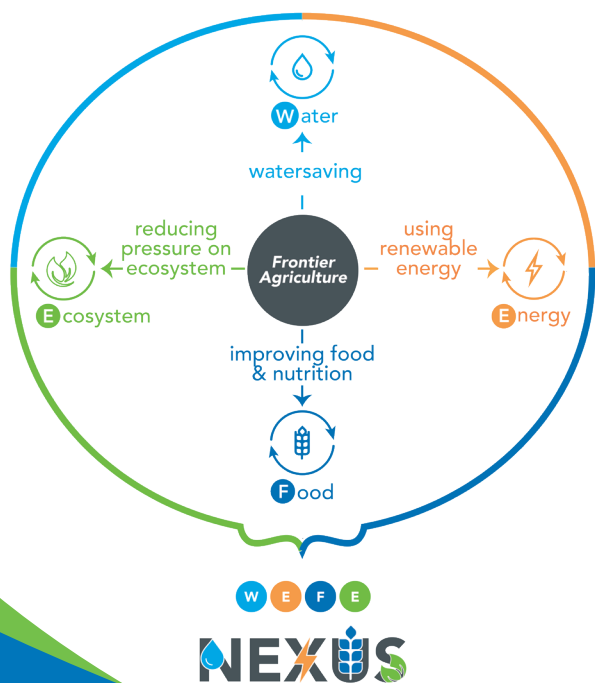 Water
watersaving
reducing
pressure on
ecosystem
Frontier
Agriculture
using
renewable
energy
Ecosystem
Energy
improving food
& nutrition
Food
W E F E
NEXUS